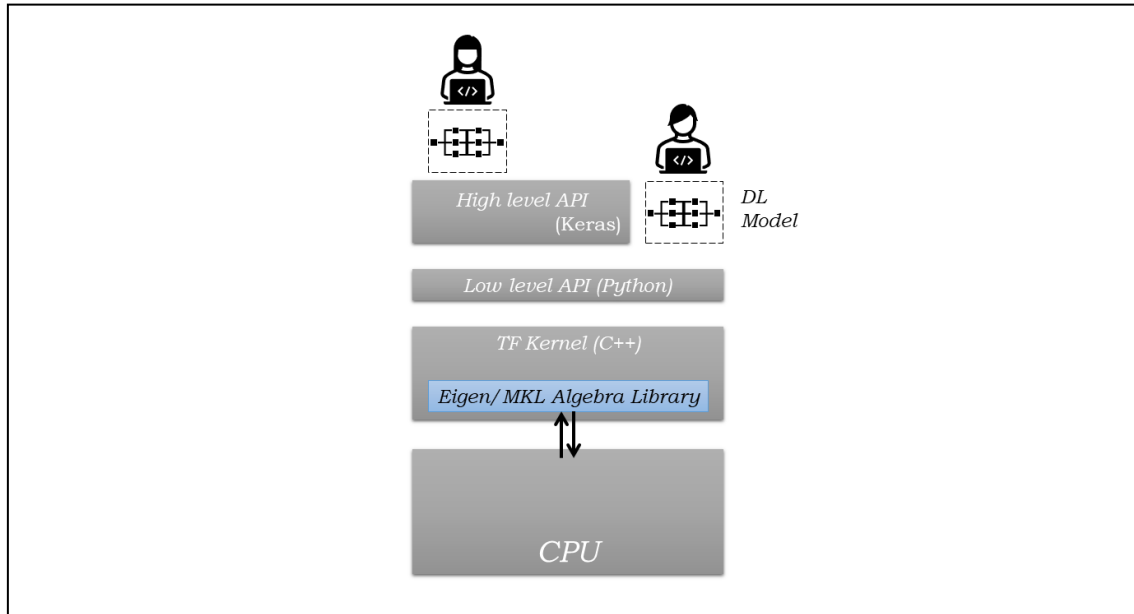 </>
</>
High level API
(Keras)
DL
Model
Low level API (Python)
TF Kernel (C++)
Eigen/ MKL Algebra Library
CPU